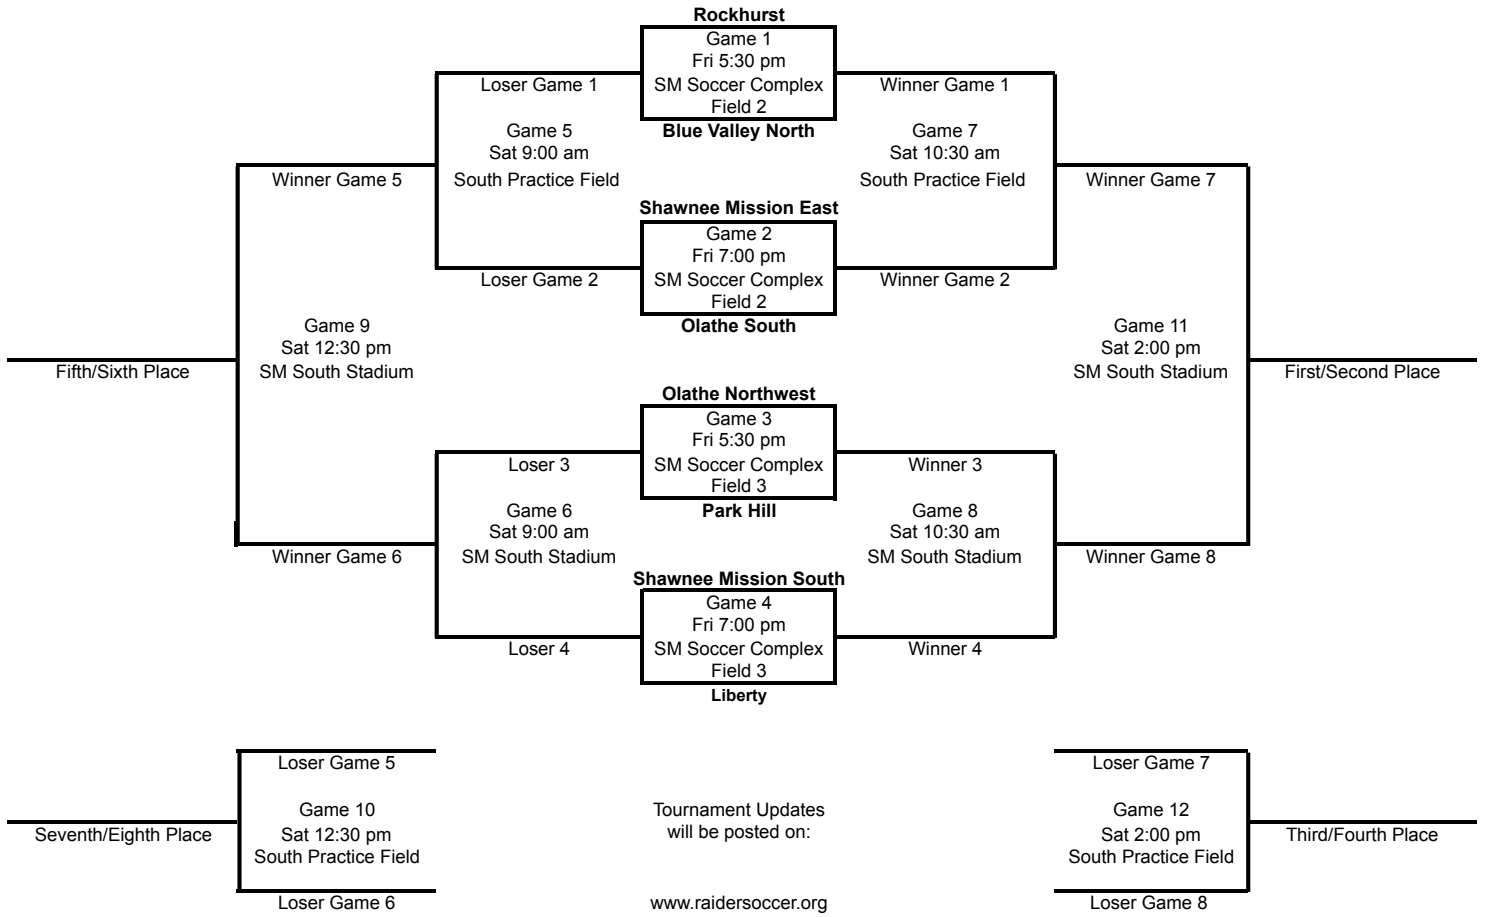 Rockhurst
Game 1
Fri 5:30 pm
SM Soccer Complex
Field 2
Blue Valley North
Loser Game 1
Winner Game 1
Game 5
Sat 9:00 am
South Practice Field
Game 7
Sat 10:30 am
South Practice Field
Winner Game 5
Winner Game 7
Shawnee Mission East
Game 2
Fri 7:00 pm
SM Soccer Complex
Field 2
Olathe South
Loser Game 2
Winner Game 2
Game 9
Sat 12:30 pm
SM South Stadium
Game 11
Sat 2:00 pm
SM South Stadium
Fifth/Sixth Place
First/Second Place
Olathe Northwest
Game 3
Fri 5:30 pm
SM Soccer Complex
Field 3
Park Hill
Loser 3
Winner 3
Game 6
Sat 9:00 am
SM South Stadium
Game 8
Sat 10:30 am
SM South Stadium
Winner Game 6
Winner Game 8
Shawnee Mission South
Game 4
Fri 7:00 pm
SM Soccer Complex
Field 3
Liberty
Loser 4
Winner 4
Loser Game 5
Loser Game 7
Game 10
Sat 12:30 pm
South Practice Field
Tournament Updates
will be posted on:
Game 12
Sat 2:00 pm
South Practice Field
Seventh/Eighth Place
Third/Fourth Place
Loser Game 6
www.raidersoccer.org
Loser Game 8